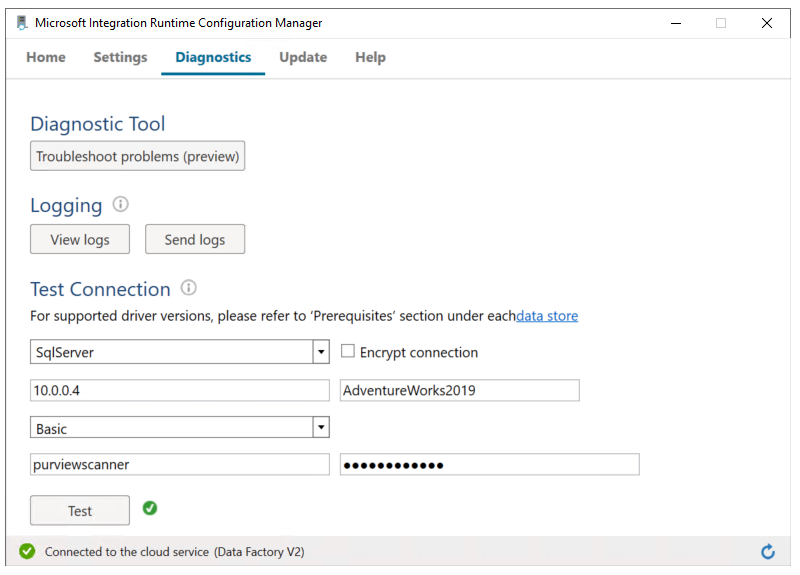 Microsoft Integration Runtime Configuration Manager
Home Settings Diagnostics Update Help
Diagnostic Tool
Troubleshoot problems (preview)
Logging
View logs Send logs
Test Connection
For supported driver versions, please refer to ‘Prerequisites’ section under eachdata store
SqlServer Encrypt connection
10.0.0.4 AdventureWorks2019
Basic
purviewscanner ●●●●●●●●●●●●
Test
Connected to the cloud service (Data Factory V2)